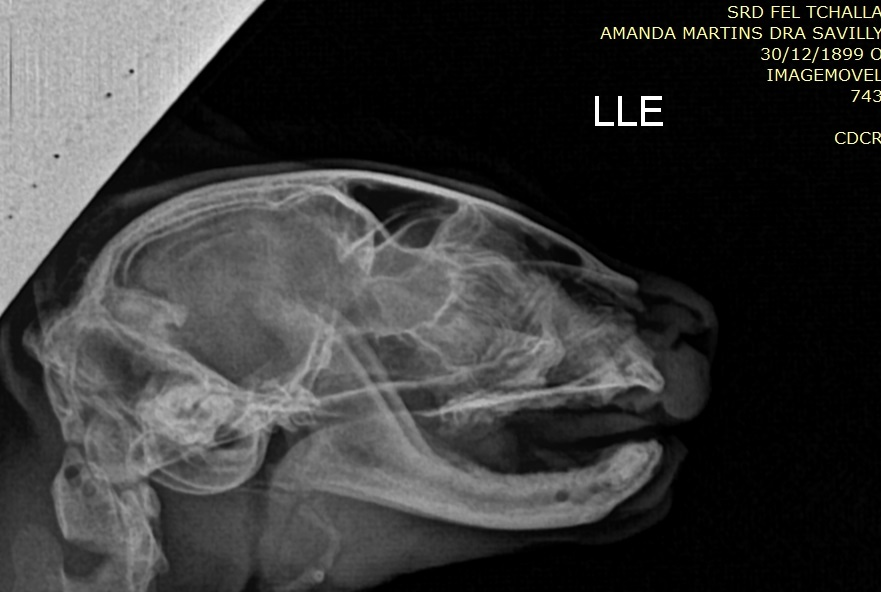 SRD FEL TCHALLA
AMANDA MARTINS DRA SAVILLY
30/12/1899 O
IMAGEMOVEL
743
LLE
CDCR